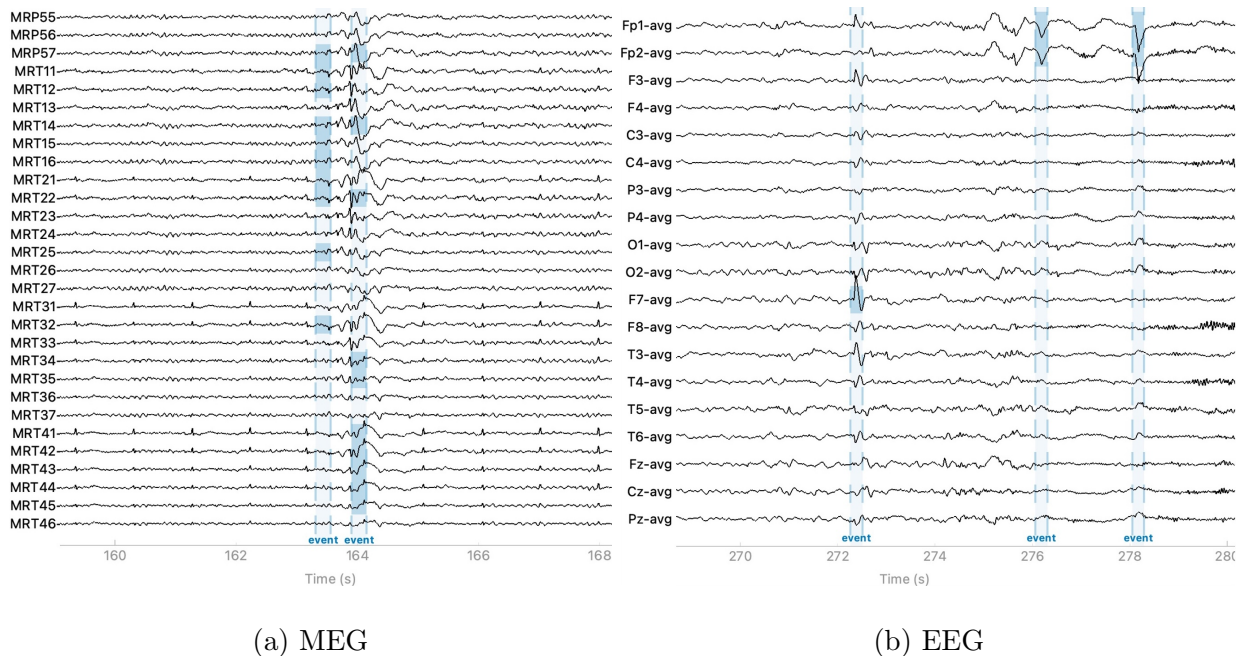 MRP55
MRP56
MRP57
MRT11
MRT12
MRT13
MRT14
MRT15
MRT16
MRT21
MRT22
MRT23
MRT24
MRT25
MRT26
MRT27
MRT31
MRT32
MRT33
MRT34
MRT35
MRT36
MRT37
MRT41
MRT42
MRT43
MRT44
MRT45
MRT46
event event
160 162 164 166 168
Time (s)
(a) MEG
Fp1-avg
Fp2-avg
F3-avg
F4-avg
C3-avg
C4-avg
P3-avg
P4-avg
O1-avg
O2-avg
F7-avg
F8-avg
T3-avg
T4-avg
T5-avg
T6-avg
Fz-avg
Cz-avg
Pz-avg
event event event
270 272 274 276 278 280
Time (s)
(b) EEG